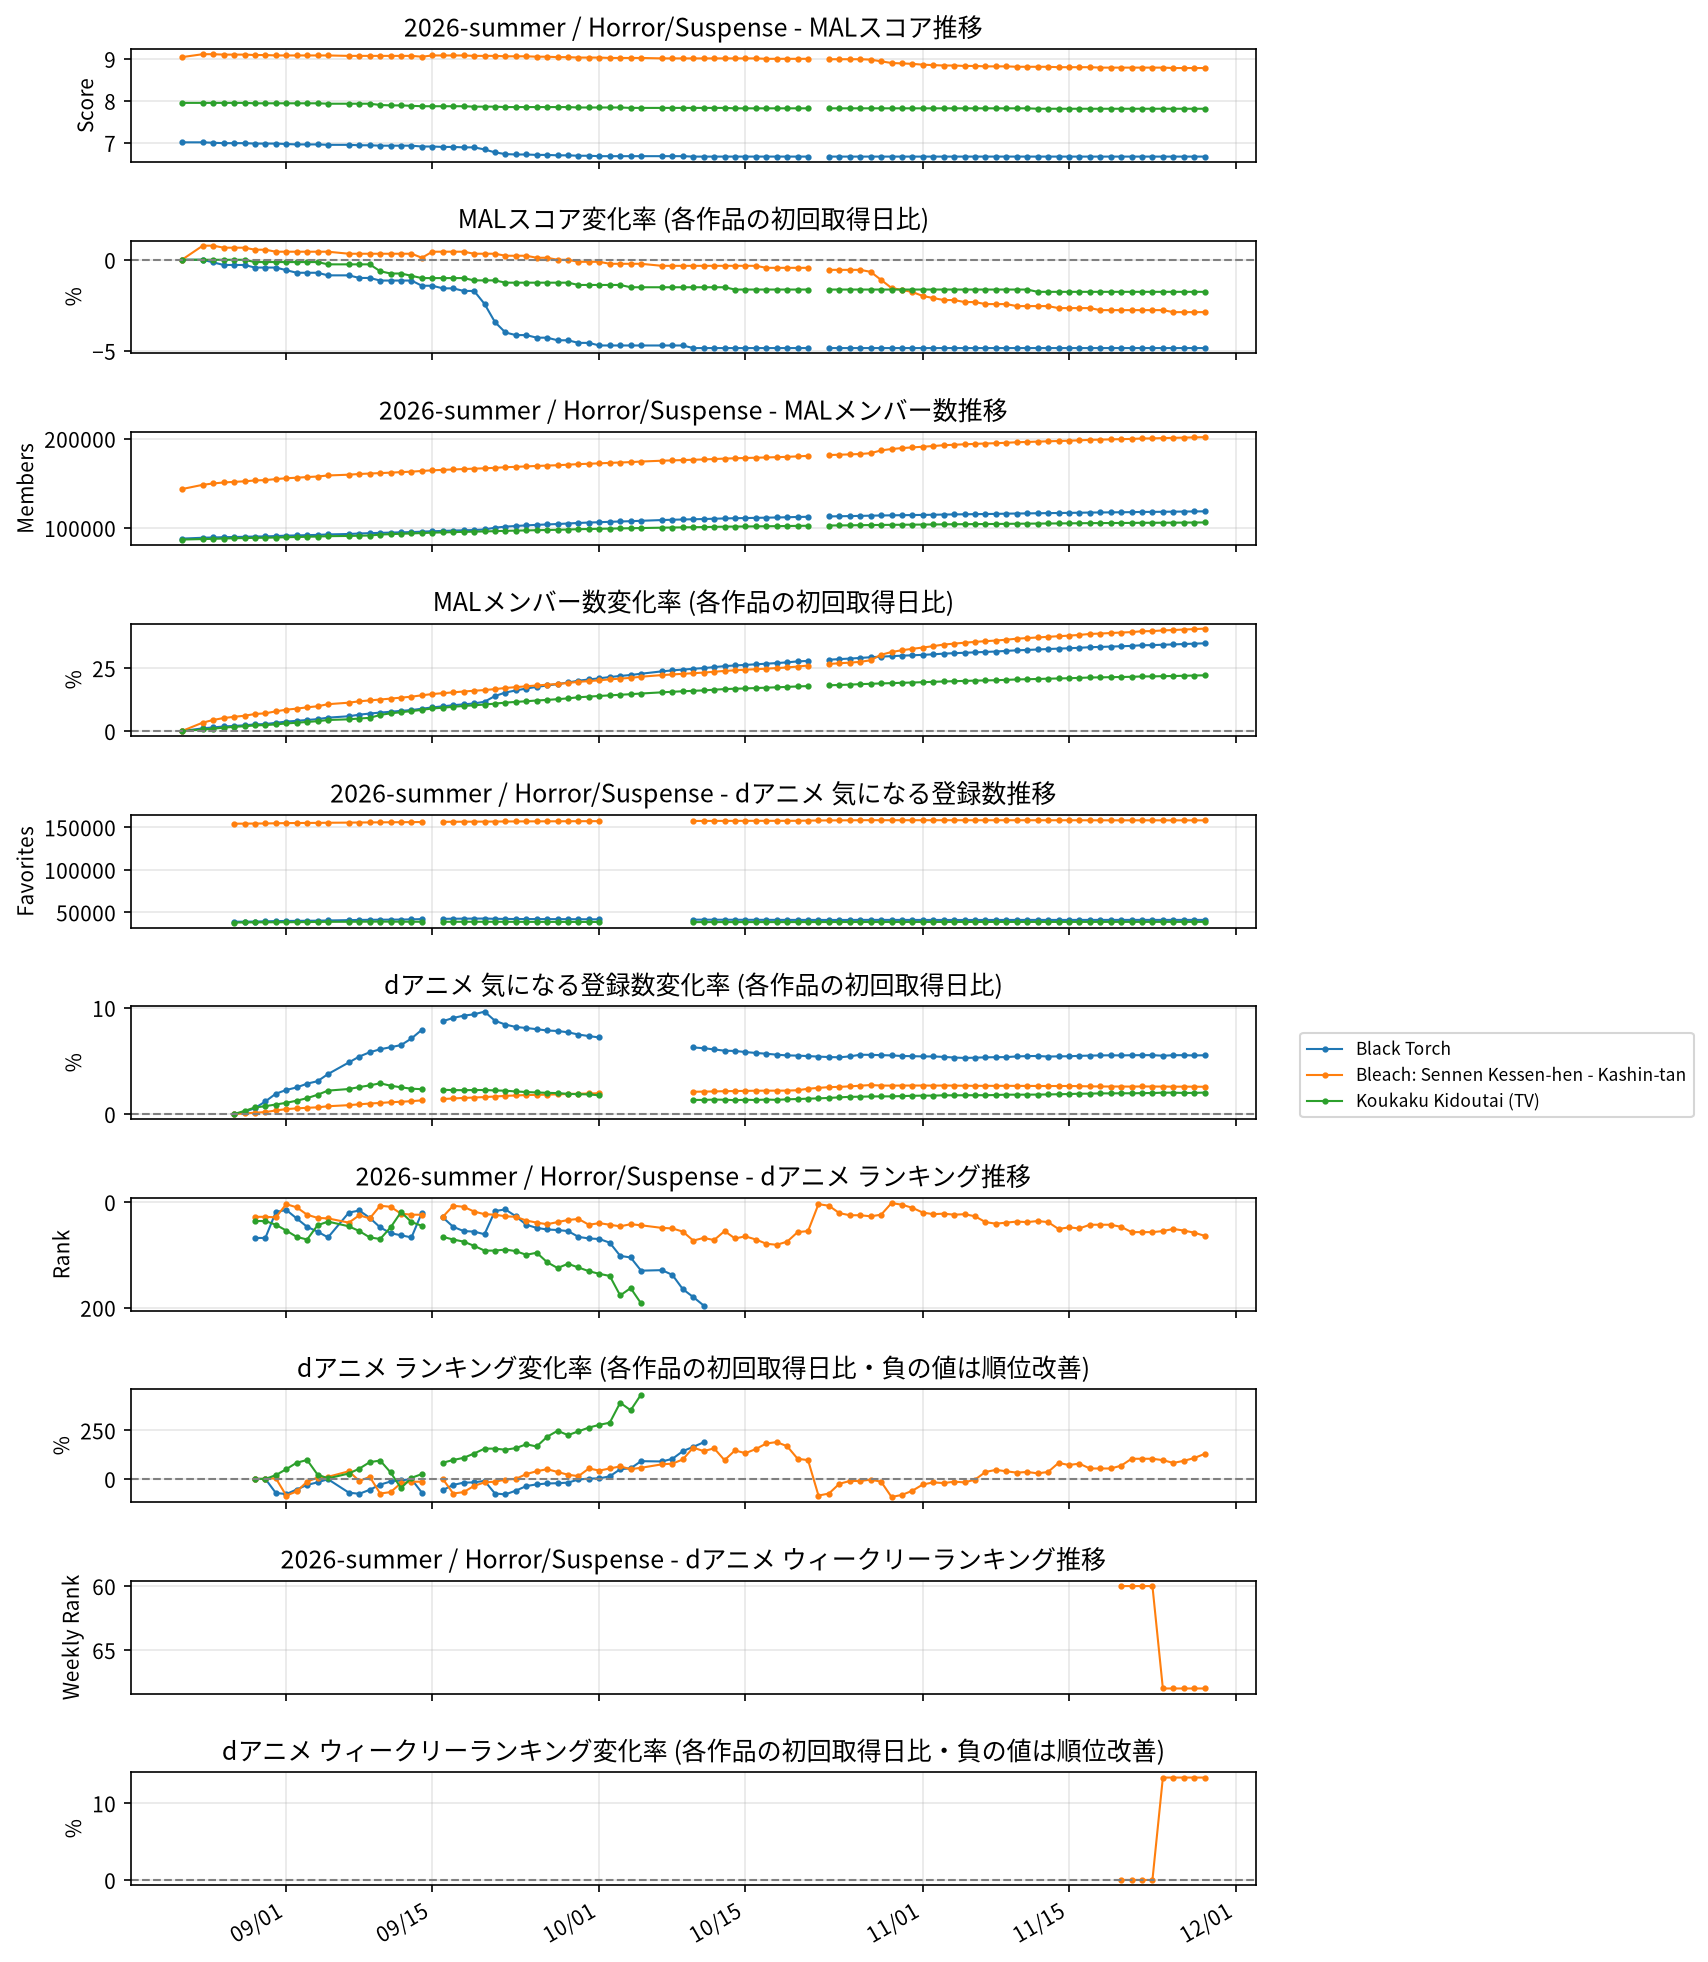 2026-summer / Horror/Suspense - MALスコア推移
Score
9
8
7
MALスコア変化率 (各作品の初回取得日比)
%
0
−5
2026-summer / Horror/Suspense - MALメンバー数推移
Members
200000
100000
MALメンバー数変化率 (各作品の初回取得日比)
%
25
0
2026-summer / Horror/Suspense - dアニメ 気になる登録数推移
Favorites
150000
100000
50000
dアニメ 気になる登録数変化率 (各作品の初回取得日比)
%
10
0
Black Torch
Bleach: Sennen Kessen-hen - Kashin-tan
Koukaku Kidoutai (TV)
2026-summer / Horror/Suspense - dアニメ ランキング推移
Rank
0
200
dアニメ ランキング変化率 (各作品の初回取得日比・負の値は順位改善)
%
250
0
2026-summer / Horror/Suspense - dアニメ ウィークリーランキング推移
Weekly Rank
60
65
dアニメ ウィークリーランキング変化率 (各作品の初回取得日比・負の値は順位改善)
%
10
0
09/01
09/15
10/01
10/15
11/01
11/15
12/01